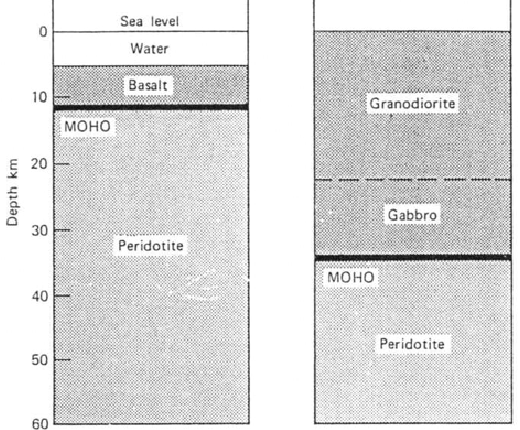 Sea level
0
Water
Basalt
10
MOHO
20
Depth km
30
Peridotite
40
50
60
Granodiorite
Gabbro
MOHO
Peridotite